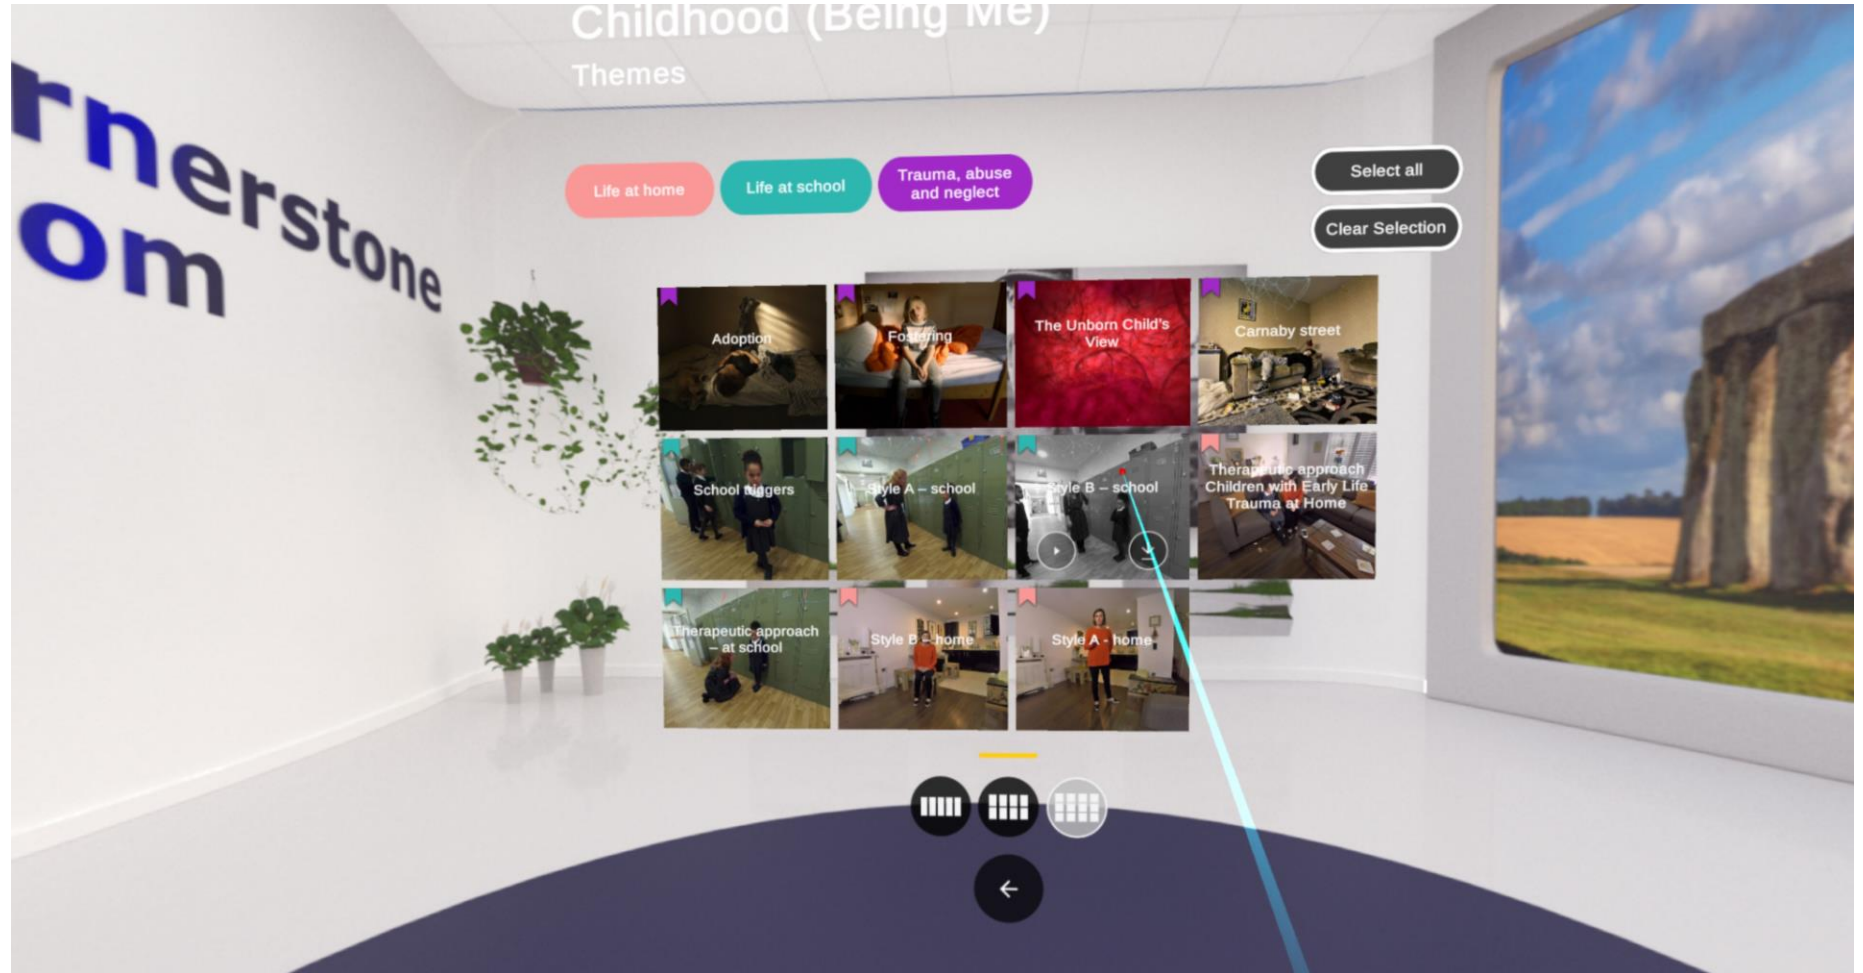 Childhood (Being Me)
Themes
rnerstone
om
Life at home
Life at school
Trauma, abuse
and neglect
Select all
Clear Selection
Adoption
Fostering
The Unborn Child's
View
Carnaby street
School triggers
Style A – school
Style B – school
Therapeutic approach
Children with Early Life
Trauma at Home
Therapeutic approach
– at school
Style B – home
Style A - home